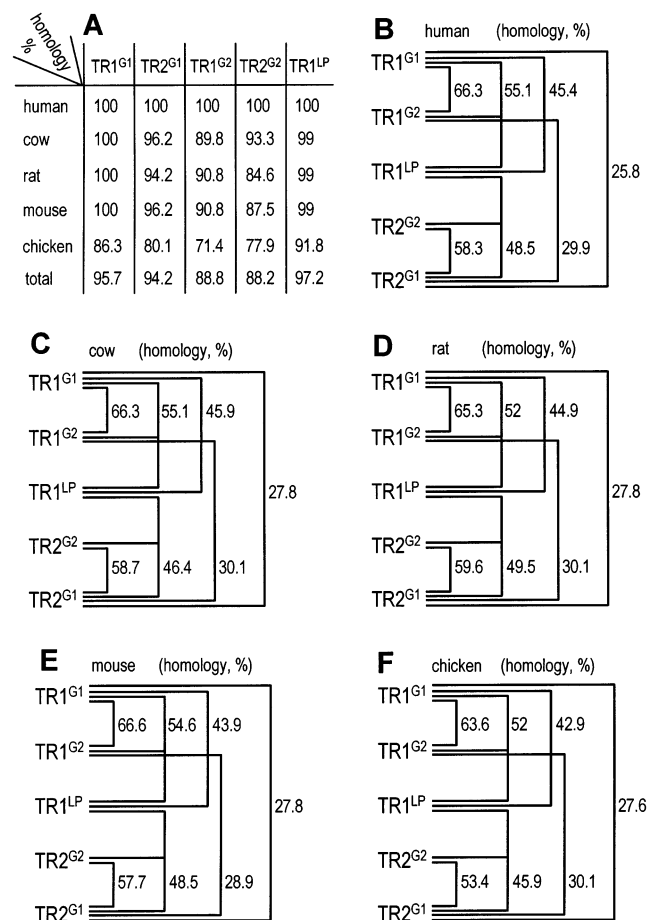 A
homology
%
TR1G1 TR2G1 TR1G2 TR2G2 TR1LP
human 100 100 100 100 100
cow 100 96.2 89.8 93.3 99
rat 100 94.2 90.8 84.6 99
mouse 100 96.2 90.8 87.5 99
chicken 86.3 80.1 71.4 77.9 91.8
total 95.7 94.2 88.8 88.2 97.2
B human (homology, %)
TR1G1
66.3 55.1 45.4
TR1G2
TR1LP
25.8
TR2G2
58.3 48.5 29.9
TR2G1
C cow (homology, %)
TR1G1
66.3 55.1 45.9
TR1G2
TR1LP
27.8
TR2G2
58.7 46.4 30.1
TR2G1
D rat (homology, %)
TR1G1
65.3 52 44.9
TR1G2
TR1LP
27.8
TR2G2
59.6 49.5 30.1
TR2G1
E mouse (homology, %)
TR1G1
66.6 54.6 43.9
TR1G2
TR1LP
27.8
TR2G2
57.7 48.5 28.9
TR2G1
F chicken (homology, %)
TR1G1
63.6 52 42.9
TR1G2
TR1LP
27.6
TR2G2
53.4 45.9 30.1
TR2G1